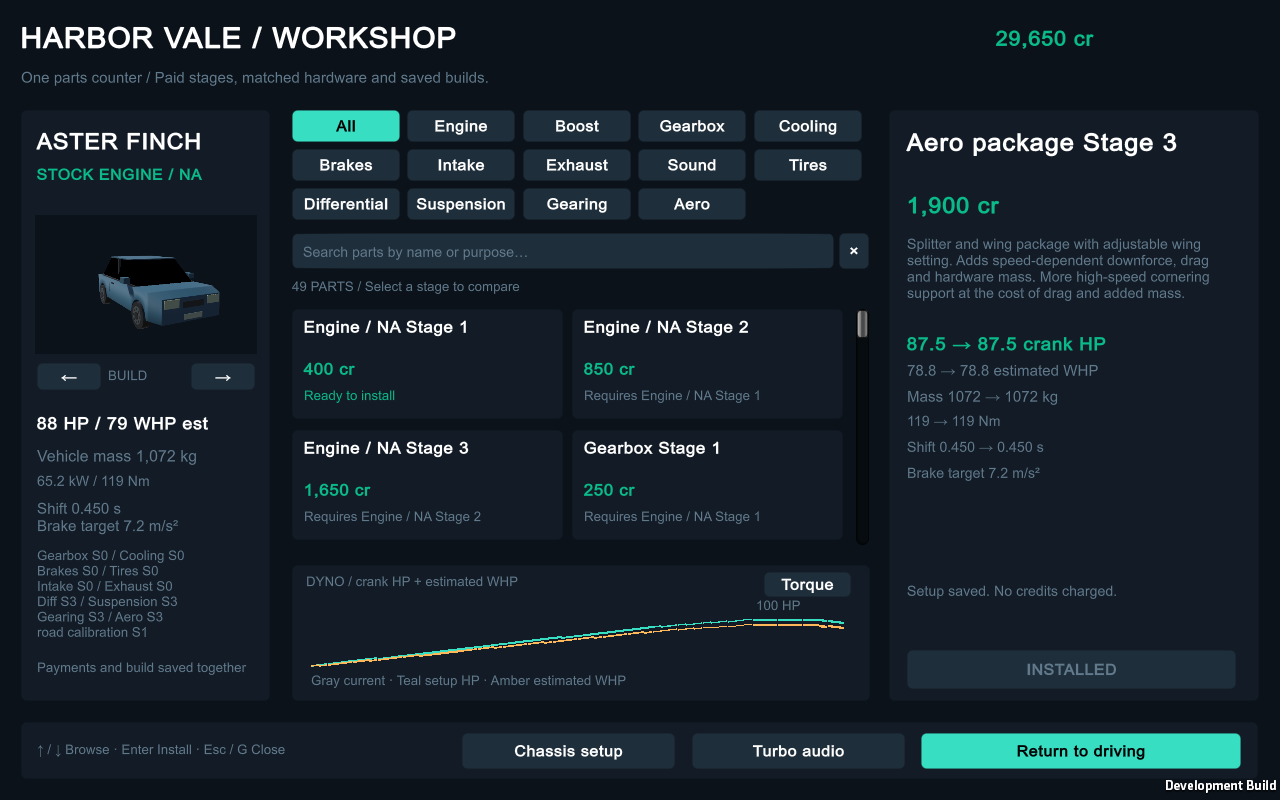 HARBOR VALE / WORKSHOP
29,650 cr
One parts counter / Paid stages, matched hardware and saved builds.
ASTER FINCH
STOCK ENGINE / NA
← BUILD →
88 HP / 79 WHP est
Vehicle mass 1,072 kg
65.2 kW / 119 Nm
Shift 0.450 s
Brake target 7.2 m/s²
Gearbox S0 / Cooling S0
Brakes S0 / Tires S0
Intake S0 / Exhaust S0
Diff S3 / Suspension S3
Gearing S3 / Aero S3
road calibration S1
Payments and build saved together
All Engine Boost Gearbox Cooling
Brakes Intake Exhaust Sound Tires
Differential Suspension Gearing Aero
Search parts by name or purpose…
×
49 PARTS / Select a stage to compare
Engine / NA Stage 1
400 cr
Ready to install
Engine / NA Stage 2
850 cr
Requires Engine / NA Stage 1
Engine / NA Stage 3
1,650 cr
Requires Engine / NA Stage 2
Gearbox Stage 1
250 cr
Requires Engine / NA Stage 1
DYNO / crank HP + estimated WHP
Torque
100 HP
Gray current · Teal setup HP · Amber estimated WHP
Aero package Stage 3
1,900 cr
Splitter and wing package with adjustable wing
setting. Adds speed-dependent downforce, drag
and hardware mass. More high-speed cornering
support at the cost of drag and added mass.
87.5 → 87.5 crank HP
78.8 → 78.8 estimated WHP
Mass 1072 → 1072 kg
119 → 119 Nm
Shift 0.450 → 0.450 s
Brake target 7.2 m/s²
Setup saved. No credits charged.
INSTALLED
↑ / ↓ Browse · Enter Install · Esc / G Close
Chassis setup
Turbo audio
Return to driving
Development Build